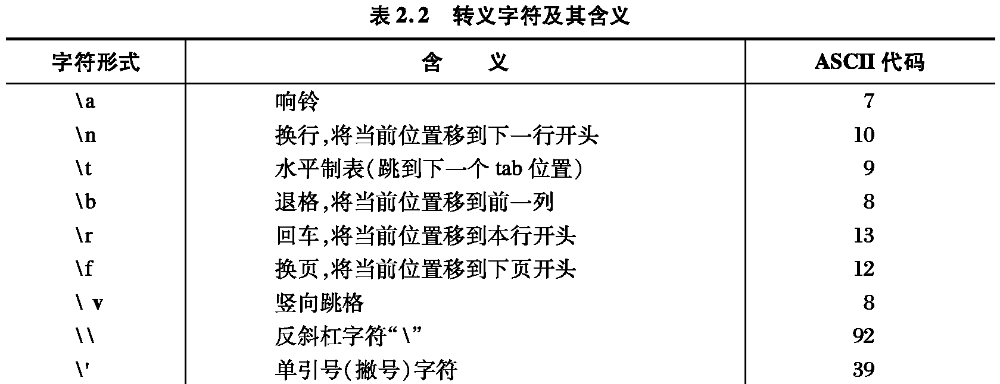 表2.2 转义字符及其含义
字符形式 含 义 ASCII 代码
\a 响铃 7
\n 换行,将当前位置移到下一行开头 10
\t 水平制表(跳到下一个 tab 位置) 9
\b 退格,将当前位置移到前一列 8
\r 回车,将当前位置移到本行开头 13
\f 换页,将当前位置移到下页开头 12
\ v 竖向跳格 8
\\ 反斜杠字符“\” 92
\' 单引号(撇号)字符 39